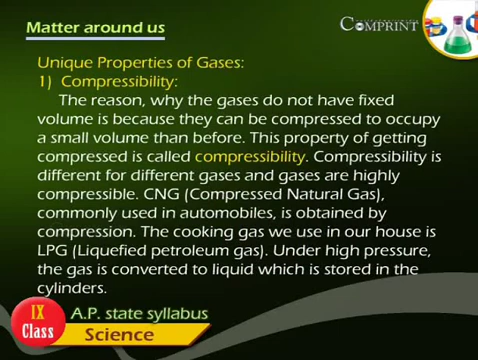 Matter around us
COMPRINT
Unique Properties of Gases:
1) Compressibility:
The reason, why the gases do not have fixed
volume is because they can be compressed to occupy
a small volume than before. This property of getting
compressed is called compressibility. Compressibility is
different for different gases and gases are highly
compressible. CNG (Compressed Natural Gas),
commonly used in automobiles, is obtained by
compression. The cooking gas we use in our house is
LPG (Liquefied petroleum gas). Under high pressure,
the gas is converted to liquid which is stored in the
cylinders.
IX
Class
A.P. state syllabus
Science